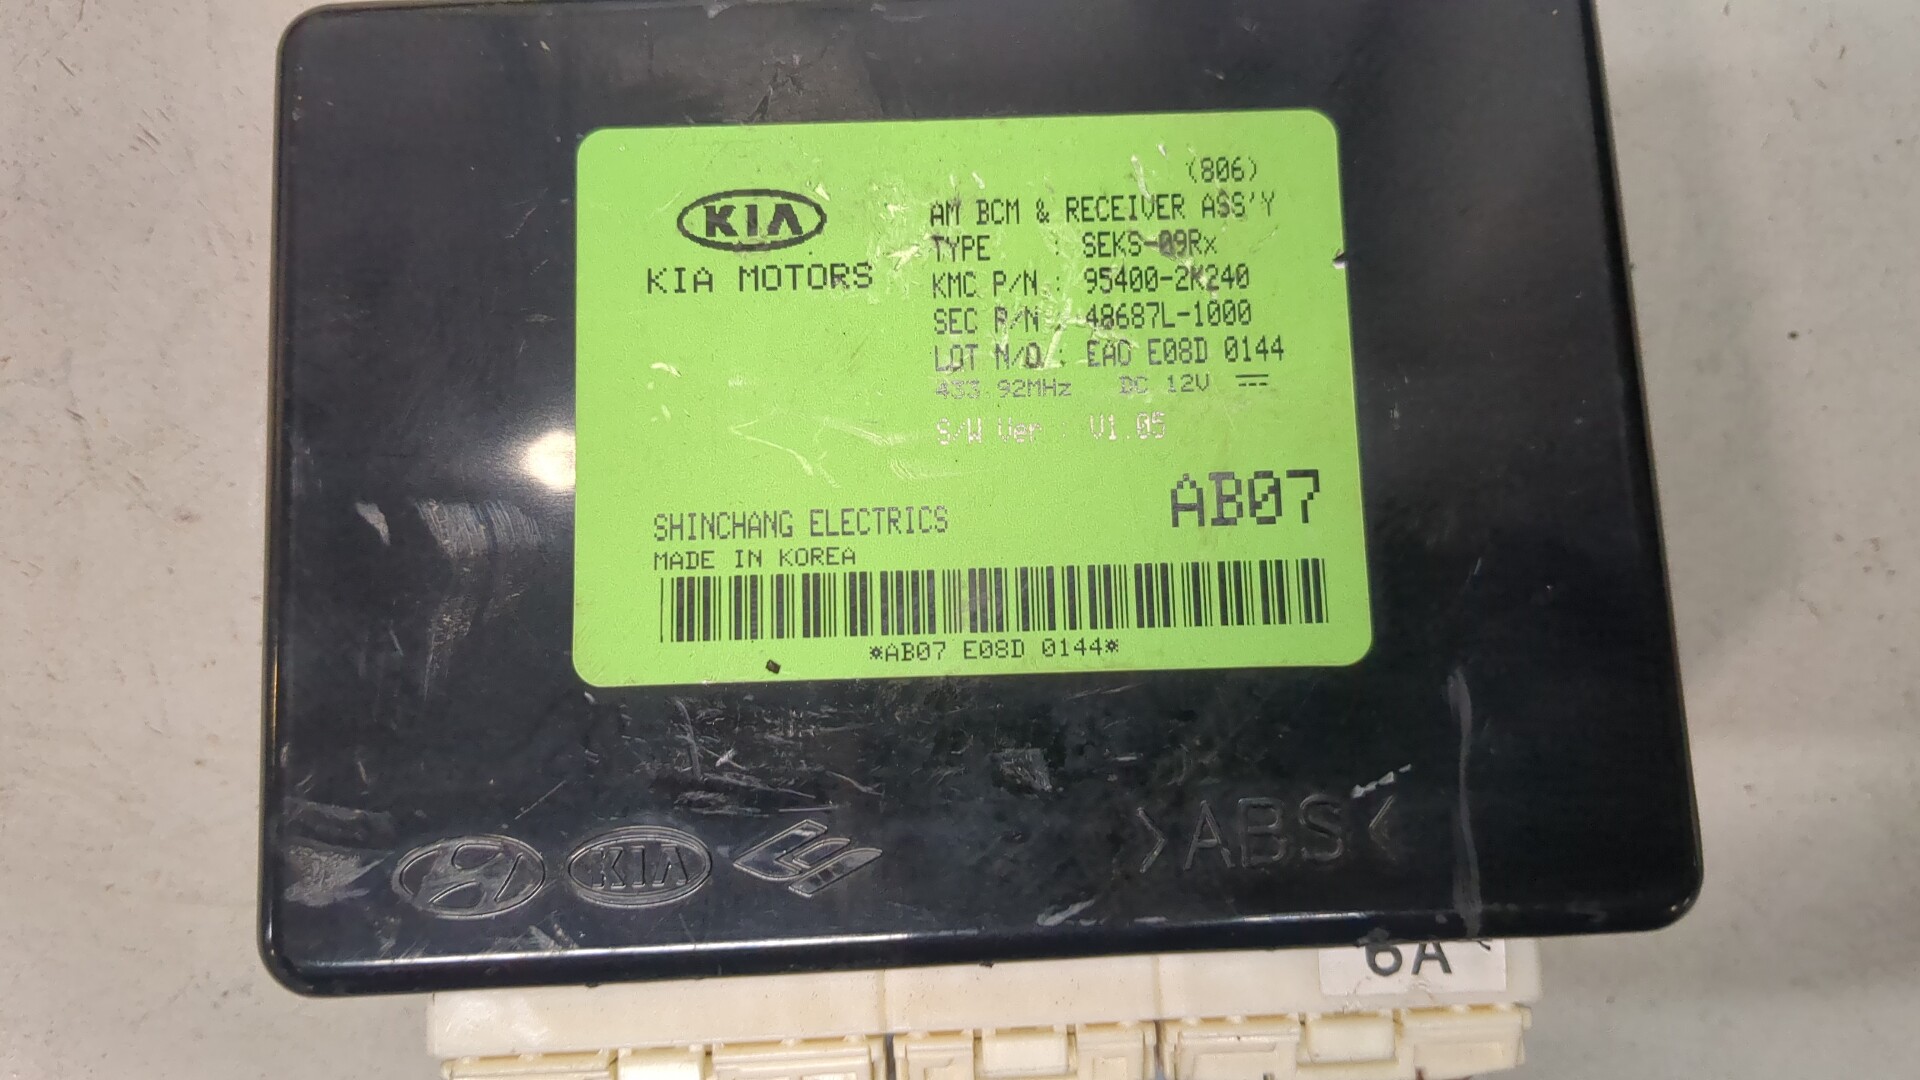 (806)
KIA
KIA MOTORS
AM BCM & RECEIVER ASS'Y
TYPE : SEKS-09Rx
KMC P/N : 95400-2K240
SEC P/N : 48687L-1000
LOT N/O : EAO E08D 0144
433.92MHz DC 12V
S/W Ver : V1.05
AB07
SHINCHANG ELECTRICS
MADE IN KOREA
*AB07 E08D 0144*
KIA
>ABS<
6A